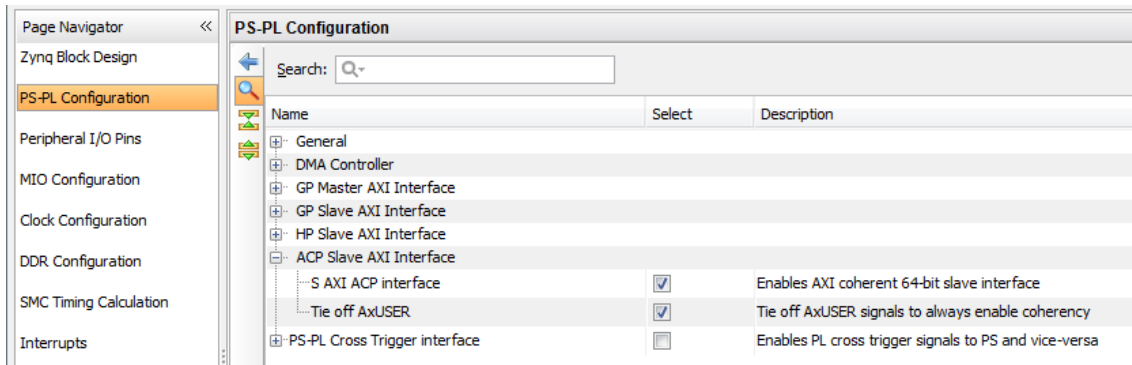 Page Navigator «
Zynq Block Design
PS-PL Configuration
Peripheral I/O Pins
MIO Configuration
Clock Configuration
DDR Configuration
SMC Timing Calculation
Interrupts
PS-PL Configuration
Search:
Name Select Description
General
DMA Controller
GP Master AXI Interface
GP Slave AXI Interface
HP Slave AXI Interface
ACP Slave AXI Interface
S AXI ACP interface Enables AXI coherent 64-bit slave interface
Tie off AxUSER Tie off AxUSER signals to always enable coherency
PS-PL Cross Trigger interface Enables PL cross trigger signals to PS and vice-versa